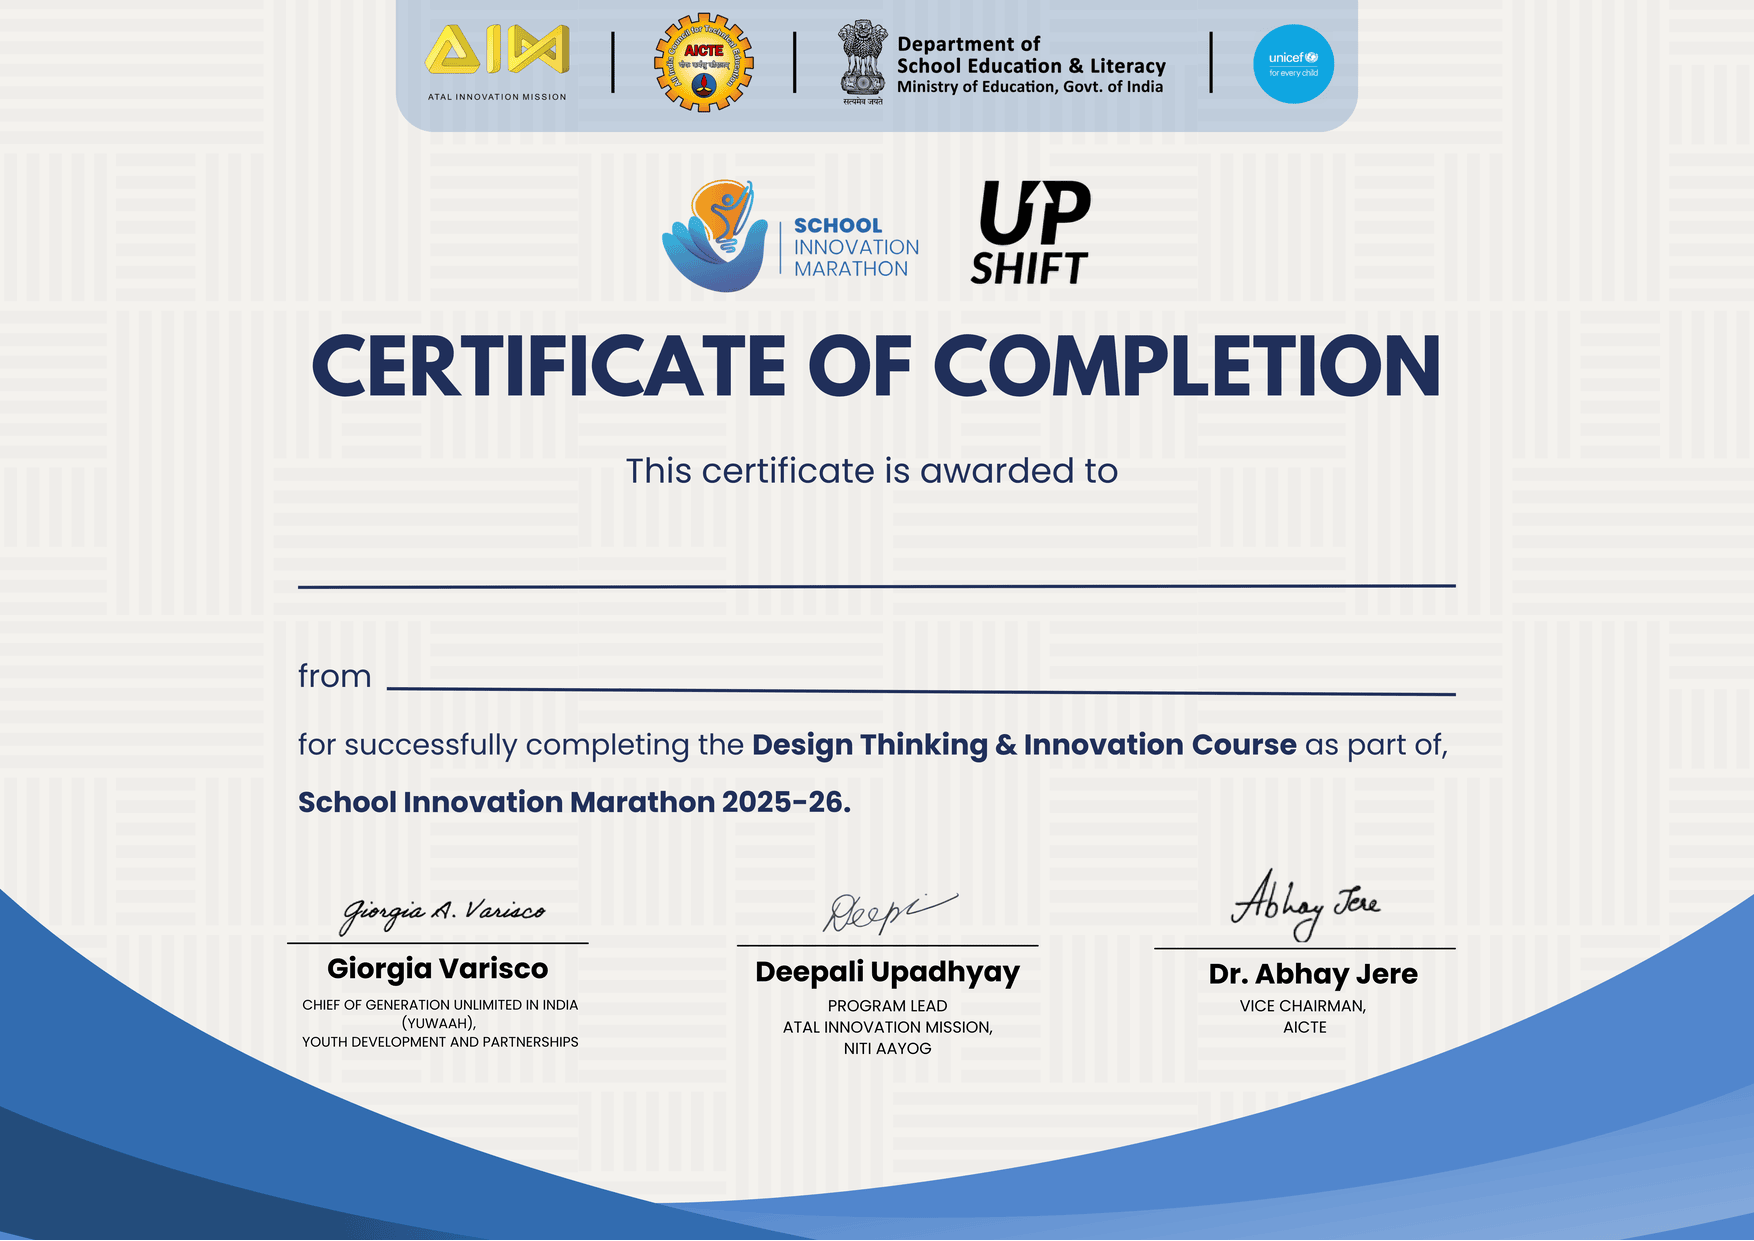 ATAL INNOVATION MISSION
All India Council for Technical Education
AICTE
सत्यमेव जयते
Department of
School Education & Literacy
Ministry of Education, Govt. of India
unicef
for every child
SCHOOL
INNOVATION
MARATHON
UP
SHIFT
CERTIFICATE OF COMPLETION
This certificate is awarded to
from
for successfully completing the Design Thinking & Innovation Course as part of,
School Innovation Marathon 2025-26.
Giorgia A. Varisco
Giorgia Varisco
CHIEF OF GENERATION UNLIMITED IN INDIA
(YUWAAH),
YOUTH DEVELOPMENT AND PARTNERSHIPS
Deepali Upadhyay
PROGRAM LEAD
ATAL INNOVATION MISSION,
NITI AAYOG
Abhay Jere
Dr. Abhay Jere
VICE CHAIRMAN,
AICTE